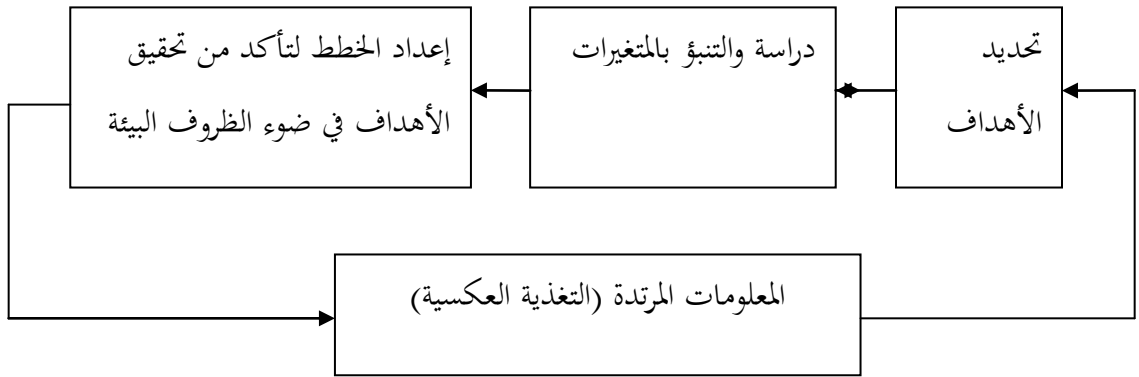 تحديد
الأهداف
دراسة والتنبؤ بالمتغيرات
إعداد الخطط لتأكد من تحقيق
الأهداف في ضوء الظروف البيئة
المعلومات المرتدة (التغذية العكسية)